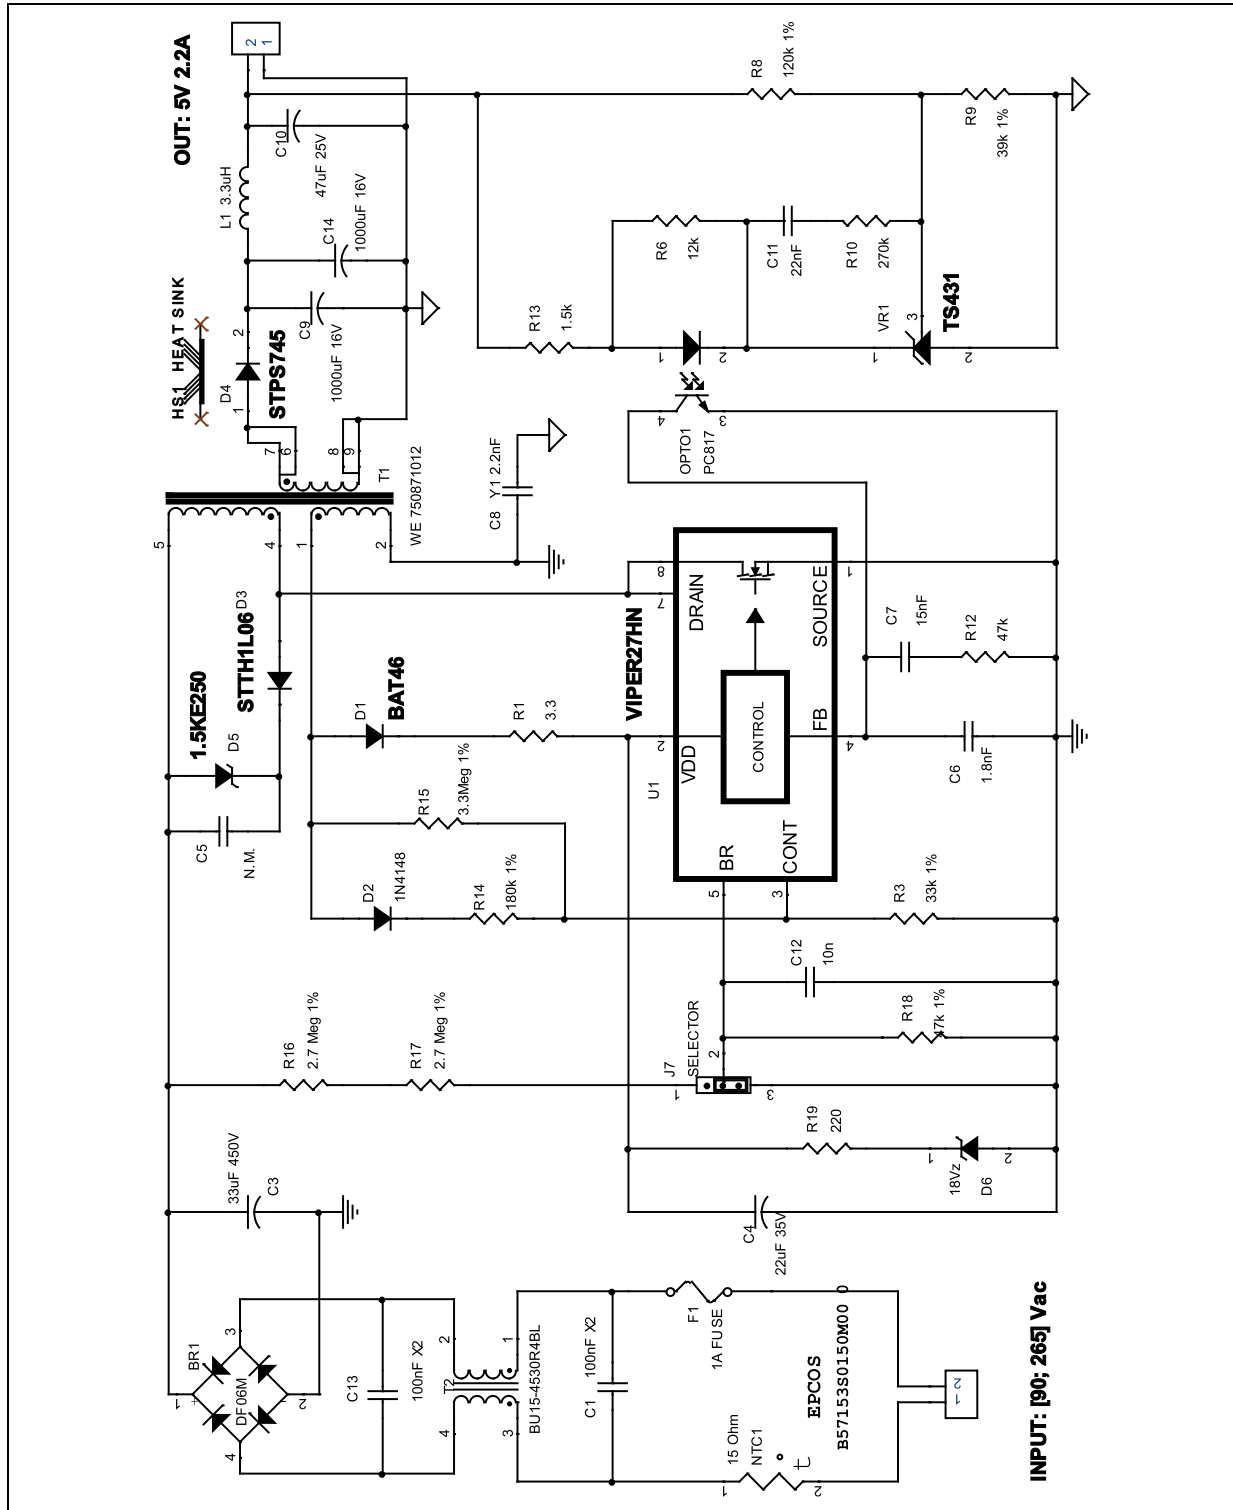 OUT: 5V 2.2A
2
1
HS1 HEAT SINK
D4
STPS745
1
2
L1 3.3uH
C10
47uF 25V
C14
1000uF 16V
C9
1000uF 16V
R8
120k 1%
R9
39k 1%
R6
12k
C11
22nF
R10
270k
R13
1.5k
VR1
TS431
1
2
3
1
2
4
3
OPTO1
PC817
7
6
8
9
T1
WE 750871012
5
4
1
2
C8
Y1 2.2nF
1.5KE250
D5
STTH1L06
D3
C5
N.M.
D1
BAT46
R1
3.3
R15
3.3Meg 1%
D2
1N4148
R14
180k 1%
VIPER27HN
U1
DRAIN
SOURCE
VDD
CONTROL
FB
BR
CONT
8
7
1
2
4
5
3
C7
15nF
R12
47k
C6
1.8nF
R3
33k 1%
C12
10n
R18
47k 1%
R16
2.7 Meg 1%
R17
2.7 Meg 1%
J7
SELECTOR
1
2
3
R19
220
18Vz
D6
1
2
C4
22uF 35V
33uF 450V
C3
BR1
DF06M
+
-
1
2
3
4
C13
100nF X2
T2
BU15-4530R4BL
2
1
4
3
C1
100nF X2
F1
1A FUSE
15 Ohm
NTC1
t
1
2
EPCOS
B57153S0150M00 0
2 1
INPUT: [90; 265] Vac